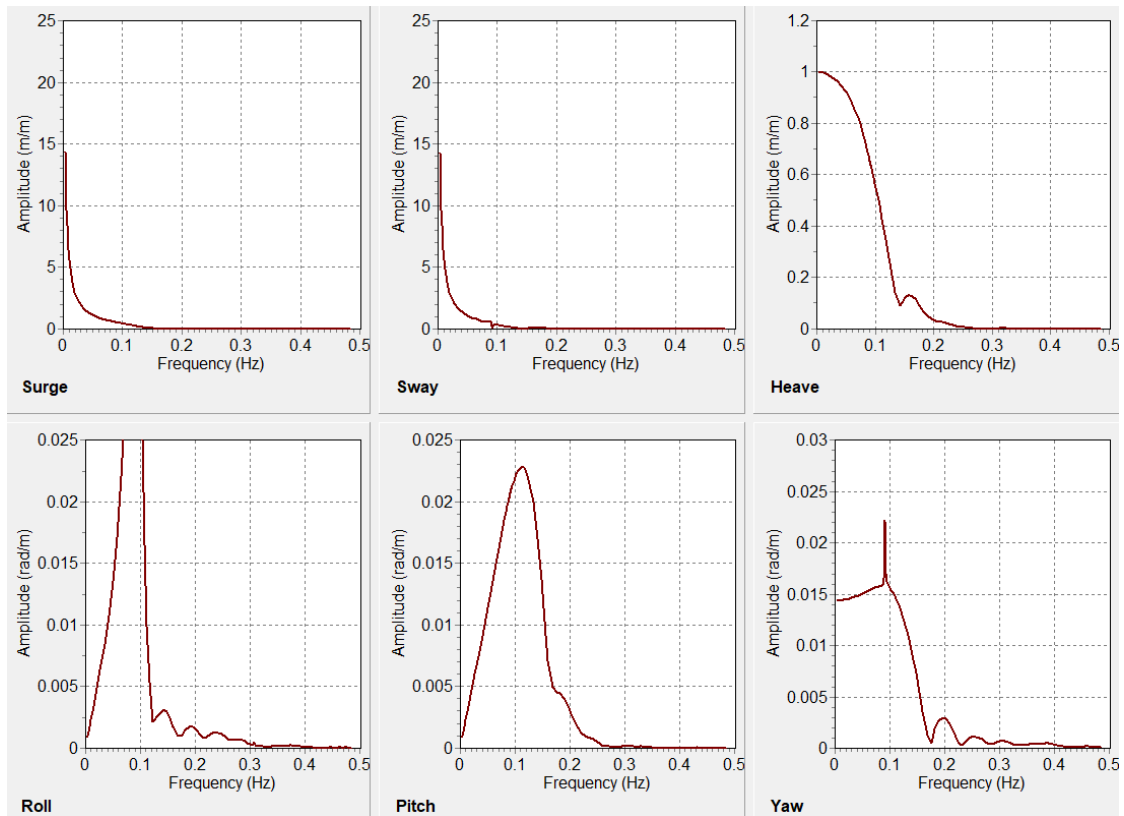 25
20
15
10
5
0
Amplitude (m/m)
0 0.1 0.2 0.3 0.4 0.5
Frequency (Hz)
Surge
25
20
15
10
5
0
Amplitude (m/m)
0 0.1 0.2 0.3 0.4 0.5
Frequency (Hz)
Sway
1.2
1
0.8
0.6
0.4
0.2
0
Amplitude (m/m)
0 0.1 0.2 0.3 0.4 0.5
Frequency (Hz)
Heave
0.025
0.02
0.015
0.01
0.005
0
Amplitude (rad/m)
0 0.1 0.2 0.3 0.4 0.5
Frequency (Hz)
Roll
0.025
0.02
0.015
0.01
0.005
0
Amplitude (rad/m)
0 0.1 0.2 0.3 0.4 0.5
Frequency (Hz)
Pitch
0.03
0.025
0.02
0.015
0.01
0.005
0
Amplitude (rad/m)
0 0.1 0.2 0.3 0.4 0.5
Frequency (Hz)
Yaw